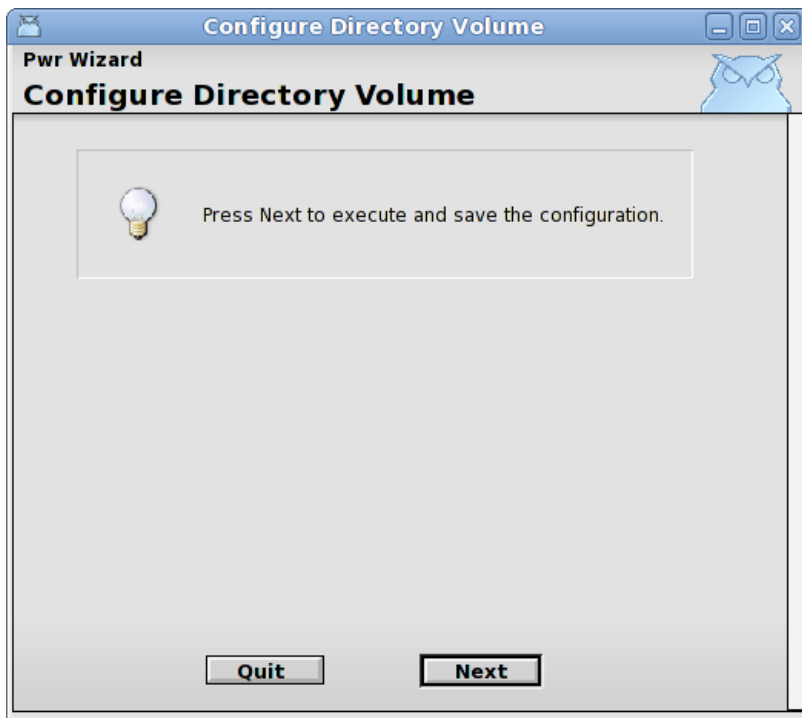 Configure Directory Volume
Pwr Wizard
Configure Directory Volume
Press Next to execute and save the configuration.
Quit
Next